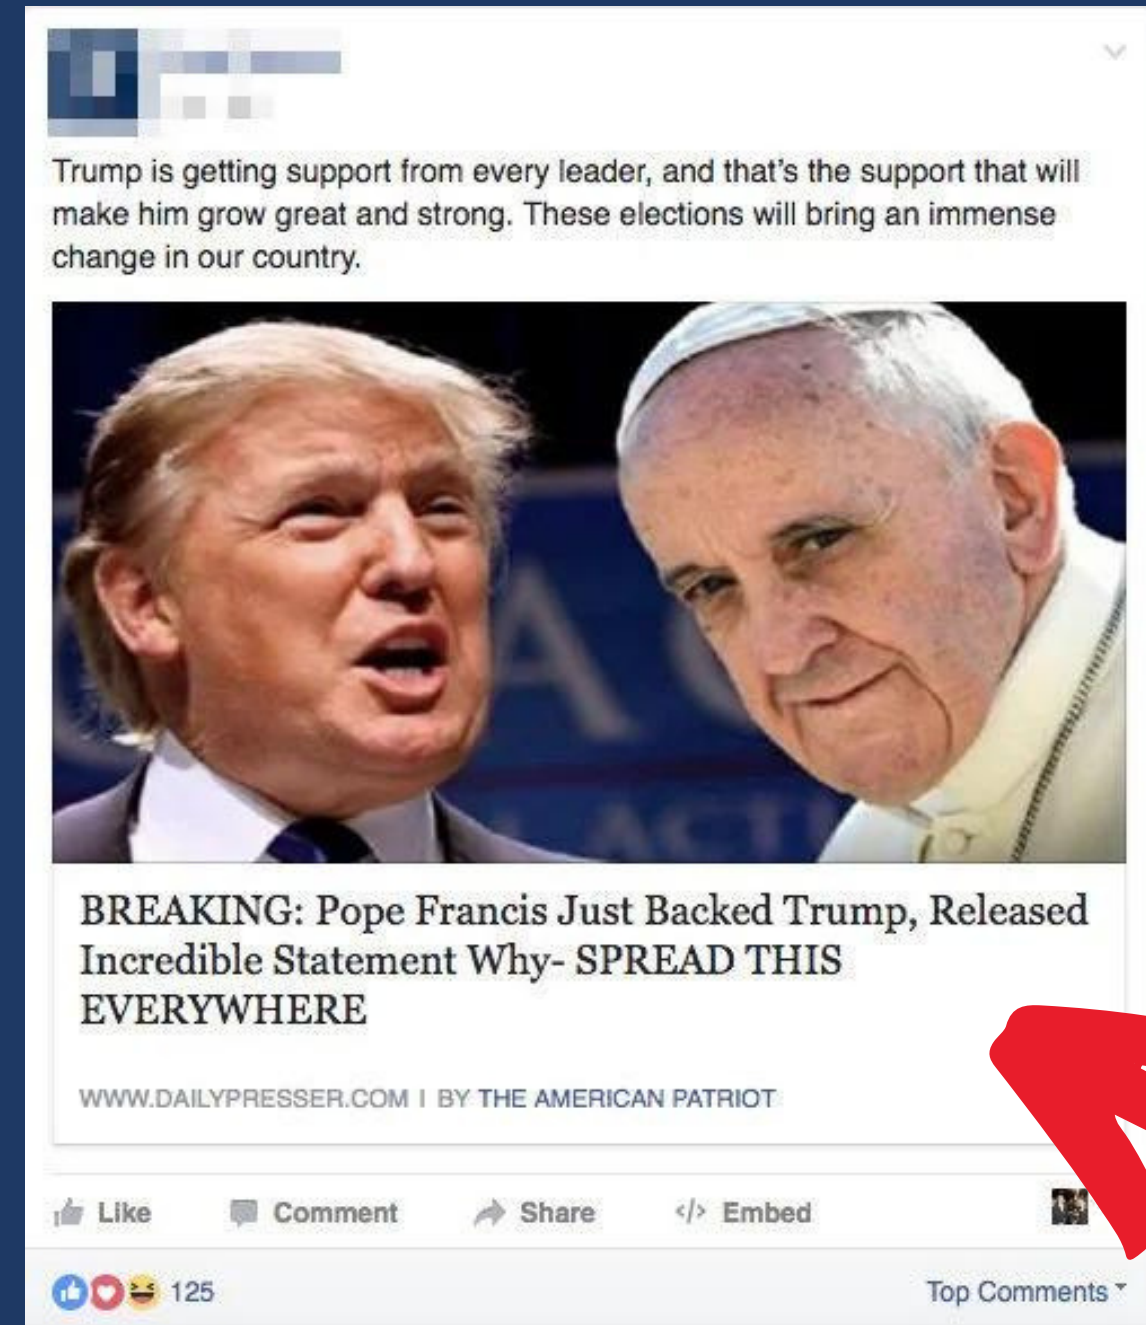 Trump is getting support from every leader, and that's the support that will
make him grow great and strong. These elections will bring an immense
change in our country.
A
ACTI
BREAKING: Pope Francis Just Backed Trump, Released
Incredible Statement Why- SPREAD THIS
EVERYWHERE
WWW.DAILYPRESSER.COM I BY THE AMERICAN PATRIOT
Like Comment Share </> Embed
125 Top Comments